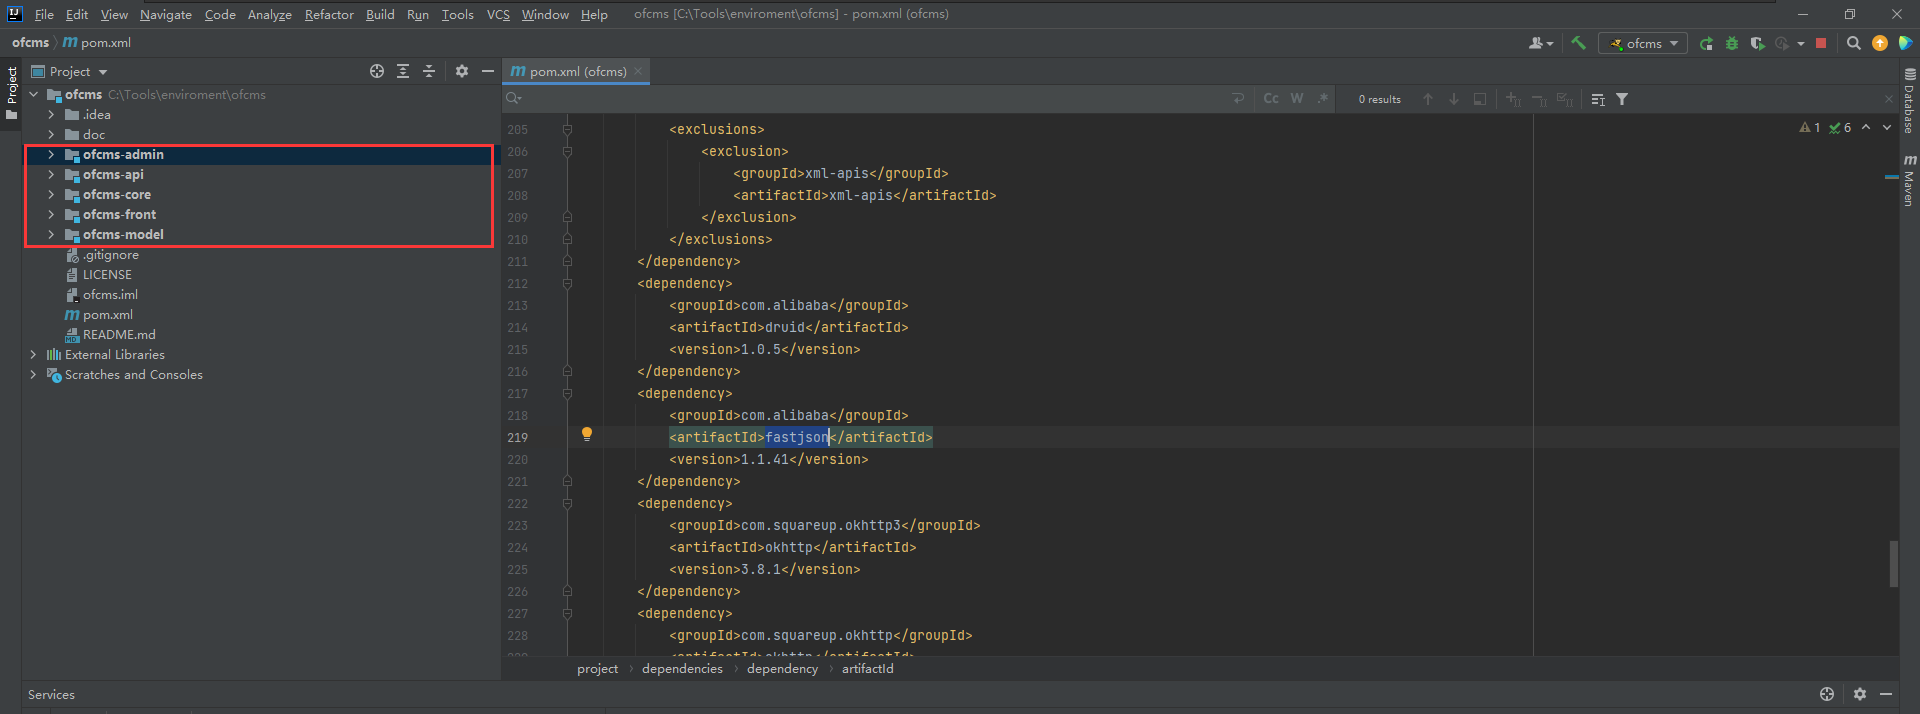 File Edit View Navigate Code Analyze Refactor Build Run Tools VCS Window Help ofcms [C:\Tools\enviroment\ofcms] - pom.xml (ofcms)
ofcms pom.xml
ofcms
Project
Project
ofcms C:\Tools\enviroment\ofcms
.idea
doc
ofcms-admin
ofcms-api
ofcms-core
ofcms-front
ofcms-model
.gitignore
LICENSE
ofcms.iml
pom.xml
README.md
External Libraries
Scratches and Consoles
pom.xml (ofcms)
Cc W .* 0 results
1 6
205 <exclusions>
206 <exclusion>
207 <groupId>xml-apis</groupId>
208 <artifactId>xml-apis</artifactId>
209 </exclusion>
210 </exclusions>
211 </dependency>
212 <dependency>
213 <groupId>com.alibaba</groupId>
214 <artifactId>druid</artifactId>
215 <version>1.0.5</version>
216 </dependency>
217 <dependency>
218 <groupId>com.alibaba</groupId>
219 <artifactId>fastjson</artifactId>
220 <version>1.1.41</version>
221 </dependency>
222 <dependency>
223 <groupId>com.squareup.okhttp3</groupId>
224 <artifactId>okhttp</artifactId>
225 <version>3.8.1</version>
226 </dependency>
227 <dependency>
228 <groupId>com.squareup.okhttp</groupId>
<artifactId>okhttp</artifactId>
project dependencies dependency artifactId
Database
Maven
Services